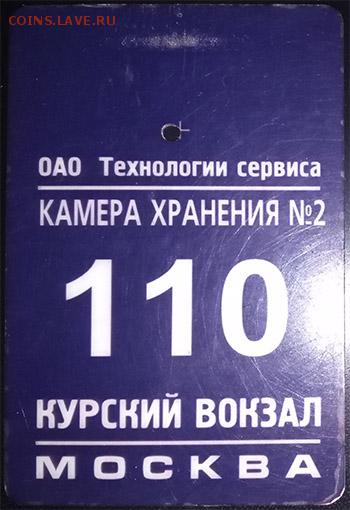 COINS.LAVE.RU
ОАО Технологии сервиса
КАМЕРА ХРАНЕНИЯ №2
110
КУРСКИЙ ВОКЗАЛ
МОСКВА